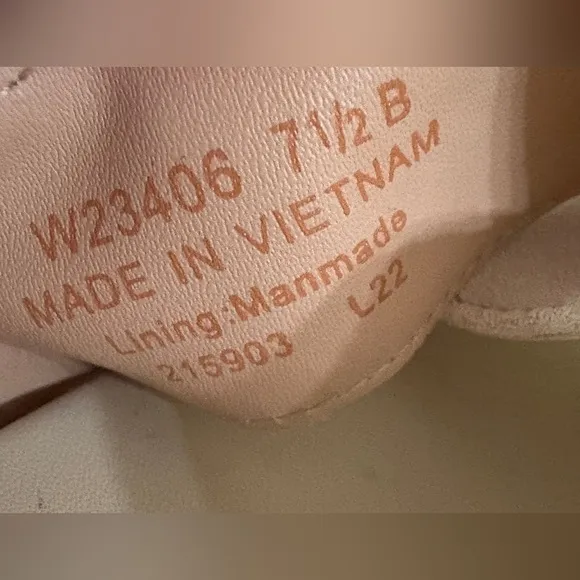 W23406 7 1/2 B
MADE IN VIETNAM
Lining:Manmade
215903 L22